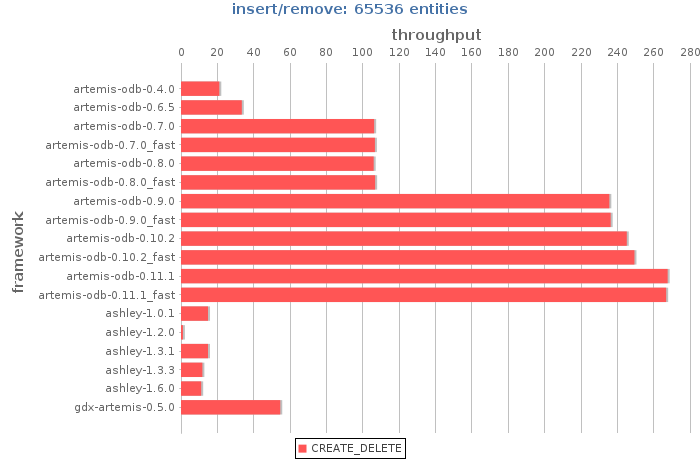 insert/remove: 65536 entities
throughput
0 20 40 60 80 100 120 140 160 180 200 220 240 260 280
framework
artemis-odb-0.4.0
artemis-odb-0.6.5
artemis-odb-0.7.0
artemis-odb-0.7.0_fast
artemis-odb-0.8.0
artemis-odb-0.8.0_fast
artemis-odb-0.9.0
artemis-odb-0.9.0_fast
artemis-odb-0.10.2
artemis-odb-0.10.2_fast
artemis-odb-0.11.1
artemis-odb-0.11.1_fast
ashley-1.0.1
ashley-1.2.0
ashley-1.3.1
ashley-1.3.3
ashley-1.6.0
gdx-artemis-0.5.0
CREATE_DELETE